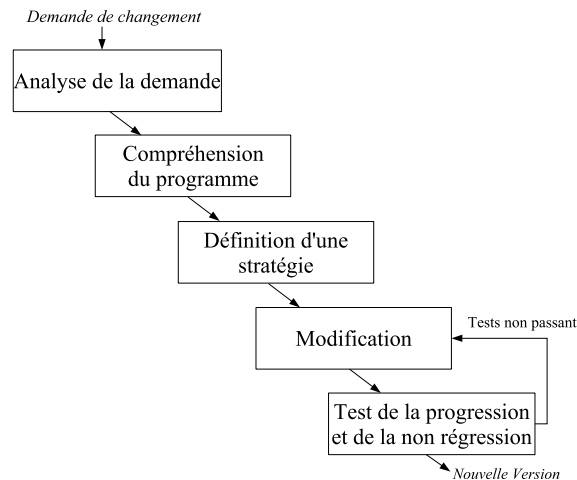 Demande de changement
Analyse de la demande
Compréhension
du programme
Définition d'une
stratégie
Modification
Tests non passant
Test de la progression
et de la non régression
Nouvelle Version